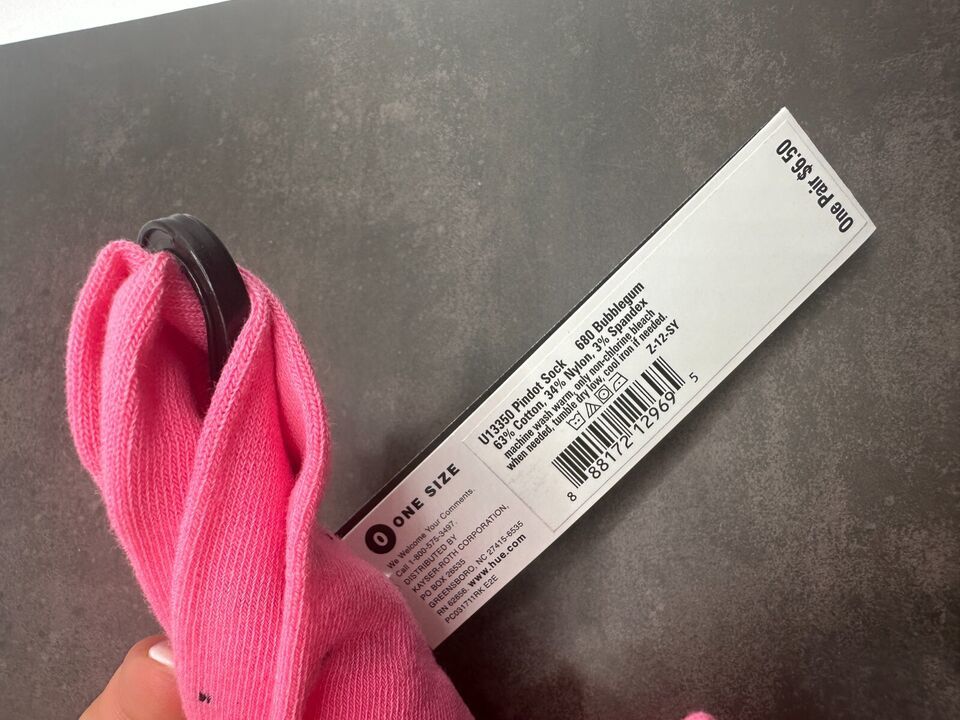 One Pair $6.50
U13350 Pindot Sock 680 Bubblegum
63% Cotton, 34% Nylon, 3% Spandex
machine wash warm, only non-chlorine bleach
when needed, tumble dry low, cool iron if needed.
Z-12-SY
8 88172 12969 5
O ONE SIZE
We Welcome Your Comments.
Call 1-800-575-3497.
DISTRIBUTED BY
KAYSER-ROTH CORPORATION,
PO BOX 26535
GREENSBORO, NC 27415-6535
RN 62656 www.hue.com
PC031711RK E2E